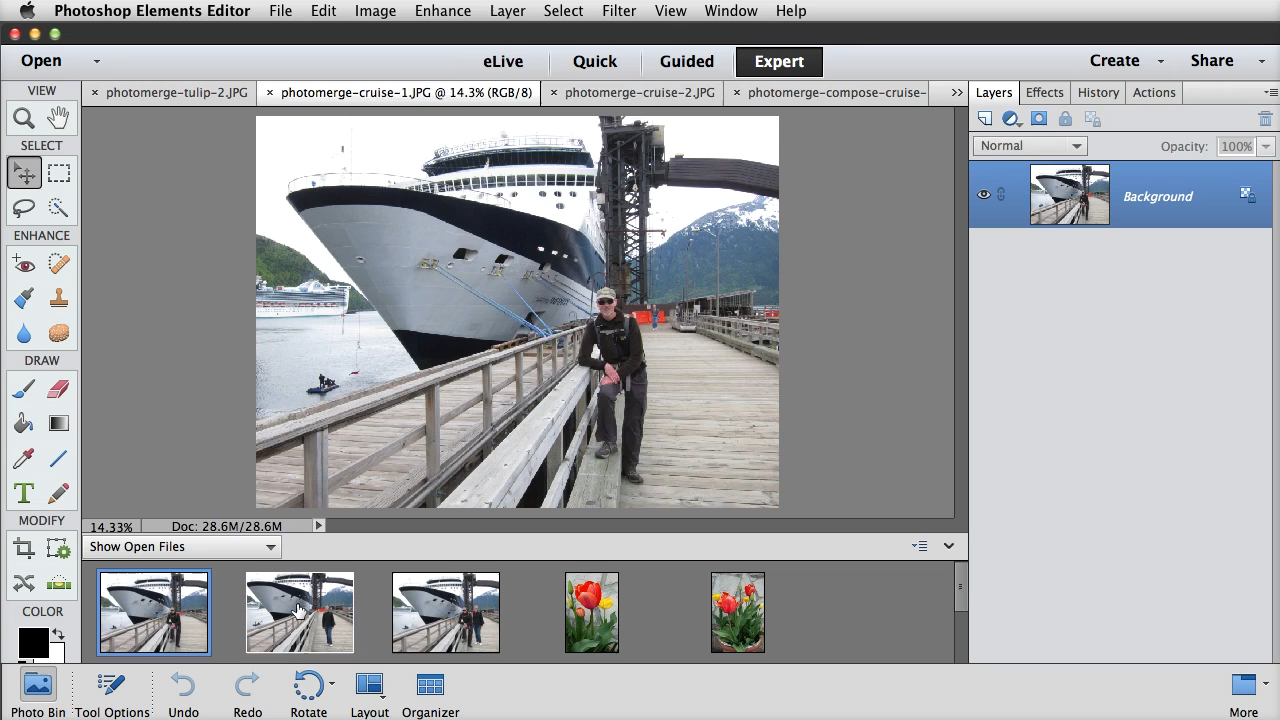 Photoshop Elements Editor File Edit Image Enhance Layer Select Filter View Window Help
Open eLive Quick Guided Expert Create Share
VIEW × photomerge-tulip-2.JPG × photomerge-cruise-1.JPG @ 14.3% (RGB/8) × photomerge-cruise-2.JPG × photomerge-compose-cruise- >> Layers Effects History Actions
SELECT
Normal Opacity: 100%
Background
ENHANCE
DRAW
T
MODIFY
14.33% Doc: 28.6M/28.6M
Show Open Files
COLOR
Photo Bin Tool Options Undo Redo Rotate Layout Organizer More